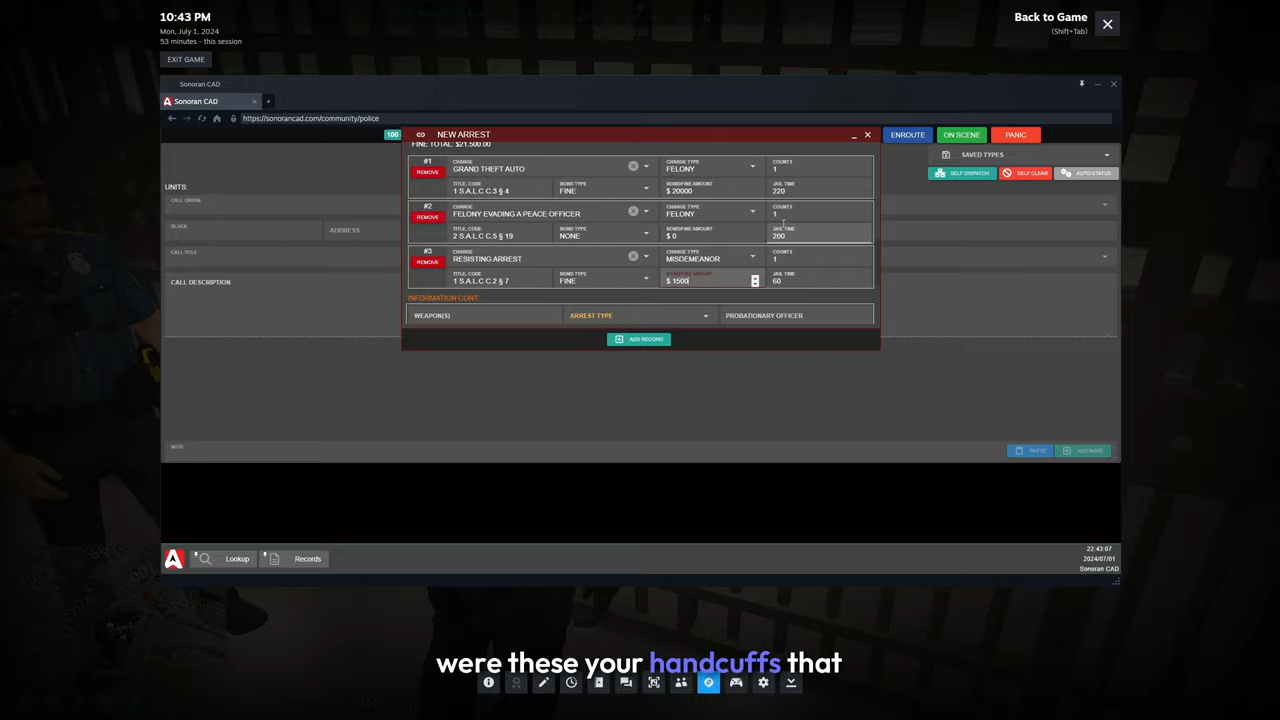 10:43 PM
Mon, July 1, 2024
53 minutes - this session
EXIT GAME
Back to Game
(Shift+Tab)
Sonoran CAD
Sonoran CAD
https://sonorancad.com/community/police
100
NEW ARREST
ENROUTE
ON SCENE
PANIC
FINE TOTAL: $21,500.00
SAVED TYPES
SELF DISPATCH
SELF CLEAR
AUTO-STATUS
#1
REMOVE
CHARGE
GRAND THEFT AUTO
CHARGE TYPE
FELONY
COUNTS
1
TITLE, CODE
1 S.A.L.C C.3 § 4
BOND TYPE
FINE
BOND/FINE AMOUNT
$ 20000
JAIL TIME
220
#2
REMOVE
CHARGE
FELONY EVADING A PEACE OFFICER
CHARGE TYPE
FELONY
COUNTS
1
TITLE, CODE
2 S.A.L.C C.5 § 19
BOND TYPE
NONE
BOND/FINE AMOUNT
$ 0
JAIL TIME
200
#3
REMOVE
CHARGE
RESISTING ARREST
CHARGE TYPE
MISDEMEANOR
COUNTS
1
TITLE, CODE
1 S.A.L.C C.2 § 7
BOND TYPE
FINE
BOND/FINE AMOUNT
$ 1500
JAIL TIME
60
INFORMATION CONT.
WEAPON(S)
ARREST TYPE
PROBATIONARY OFFICER
ADD RECORD
UNITS:
CALL ORIGIN
BLOCK
ADDRESS
CALL TITLE
CALL DESCRIPTION
NOTE
PASTE
ADD NOTE
Lookup
Records
22:43:07
2024/07/01
Sonoran CAD
were these your handcuffs that